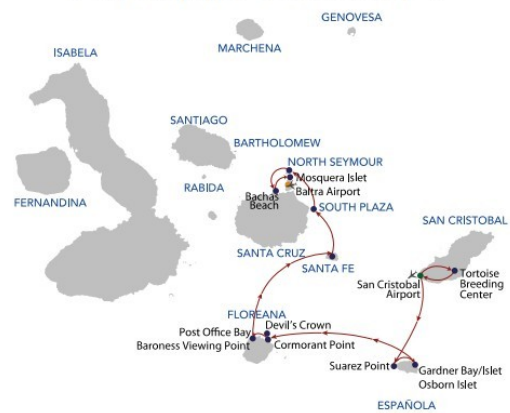 GENOVESA
MARCHENA
ISABELA
SANTIAGO
BARTHOLOMEW
NORTH SEYMOUR
Mosquera Islet
RABIDA
Baltra Airport
Bachas
Beach
FERNANDINA
SOUTH PLAZA
SAN CRISTOBAL
SANTA CRUZ
SANTA FE
San Cristobal
Airport
Tortoise
Breeding
Center
FLOREANA
Devil's Crown
Post Office Bay
Baroness Viewing Point
Cormorant Point
Suarez Point
Gardner Bay/Islet
Osborn Islet
ESPAÑOLA